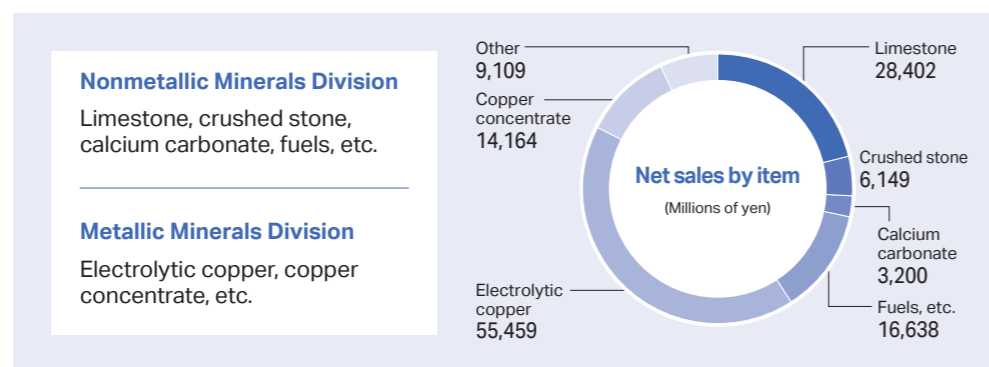 Nonmetallic Minerals Division
Limestone, crushed stone,
calcium carbonate, fuels, etc.
Metallic Minerals Division
Electrolytic copper, copper
concentrate, etc.
Net sales by item
(Millions of yen)
Limestone
28,402
Crushed stone
6,149
Calcium
carbonate
3,200
Fuels, etc.
16,638
Electrolytic
copper
55,459
Copper
concentrate
14,164
Other
9,109